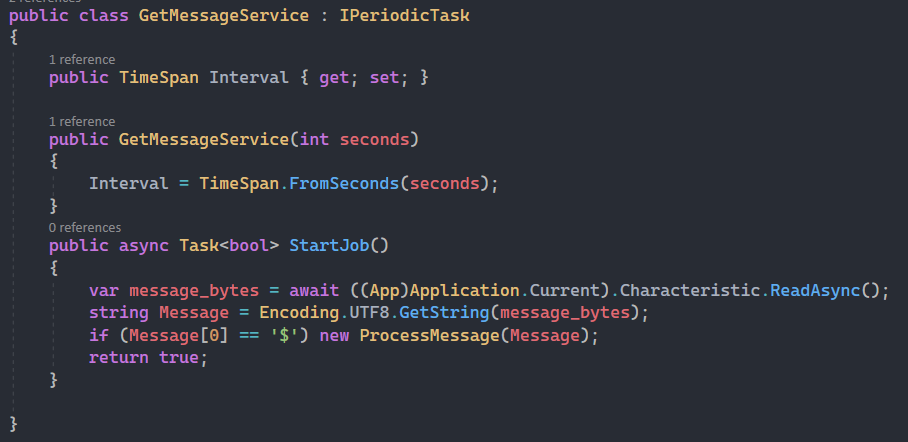 2 references
public class GetMessageService : IPeriodicTask
{
1 reference
public TimeSpan Interval { get; set; }
1 reference
public GetMessageService(int seconds)
{
Interval = TimeSpan.FromSeconds(seconds);
}
0 references
public async Task<bool> StartJob()
{
var message_bytes = await ((App)Application.Current).Characteristic.ReadAsync();
string Message = Encoding.UTF8.GetString(message_bytes);
if (Message[0] == '$') new ProcessMessage(Message);
return true;
}
}